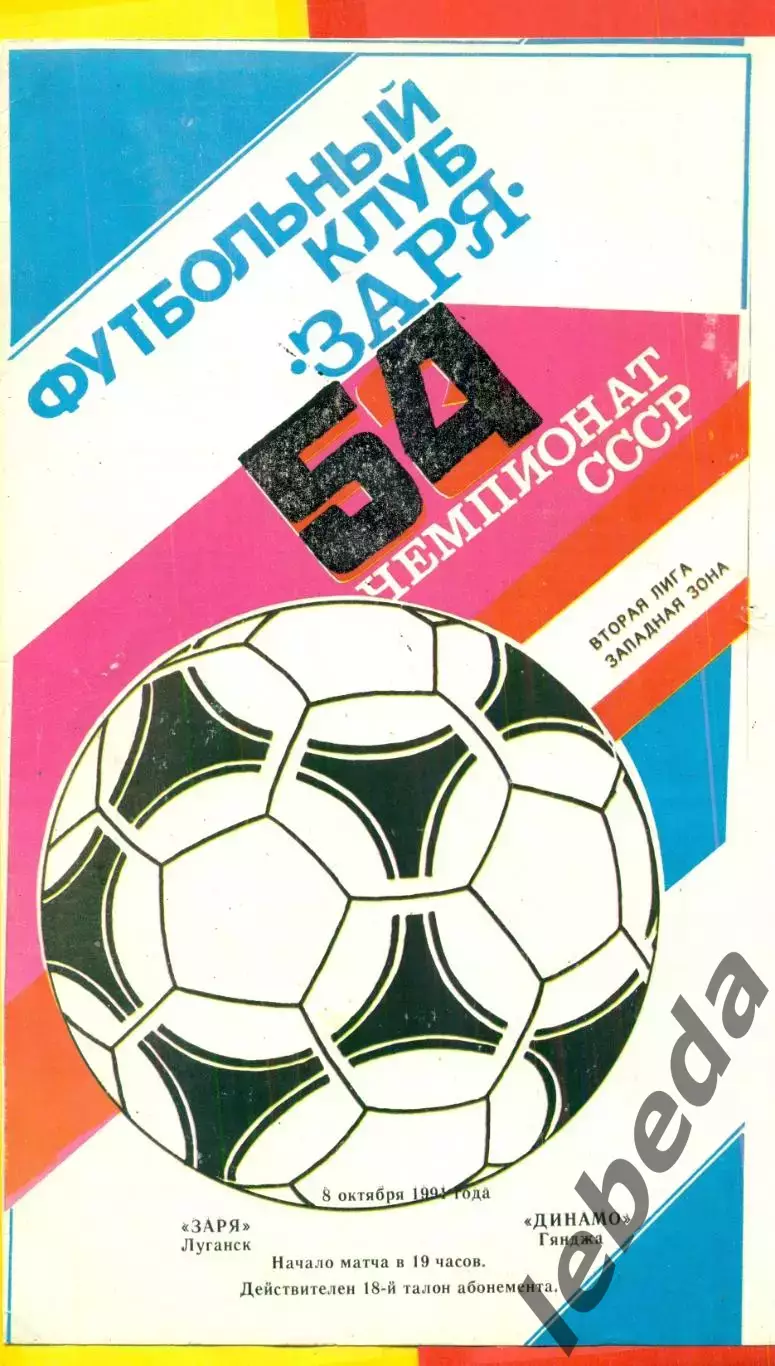 ФУТБОЛЬНЫЙ
КЛУБ
·ЗАРЯ·
54
ЧЕМПИОНАТ
СССР
ВТОРАЯ ЛИГА
ЗАПАДНАЯ ЗОНА
8 октября 1991 года
«ЗАРЯ»
Луганск
«ДИНАМО»
Гянджа
Начало матча в 19 часов.
Действителен 18-й талон абонемента.
lebeda